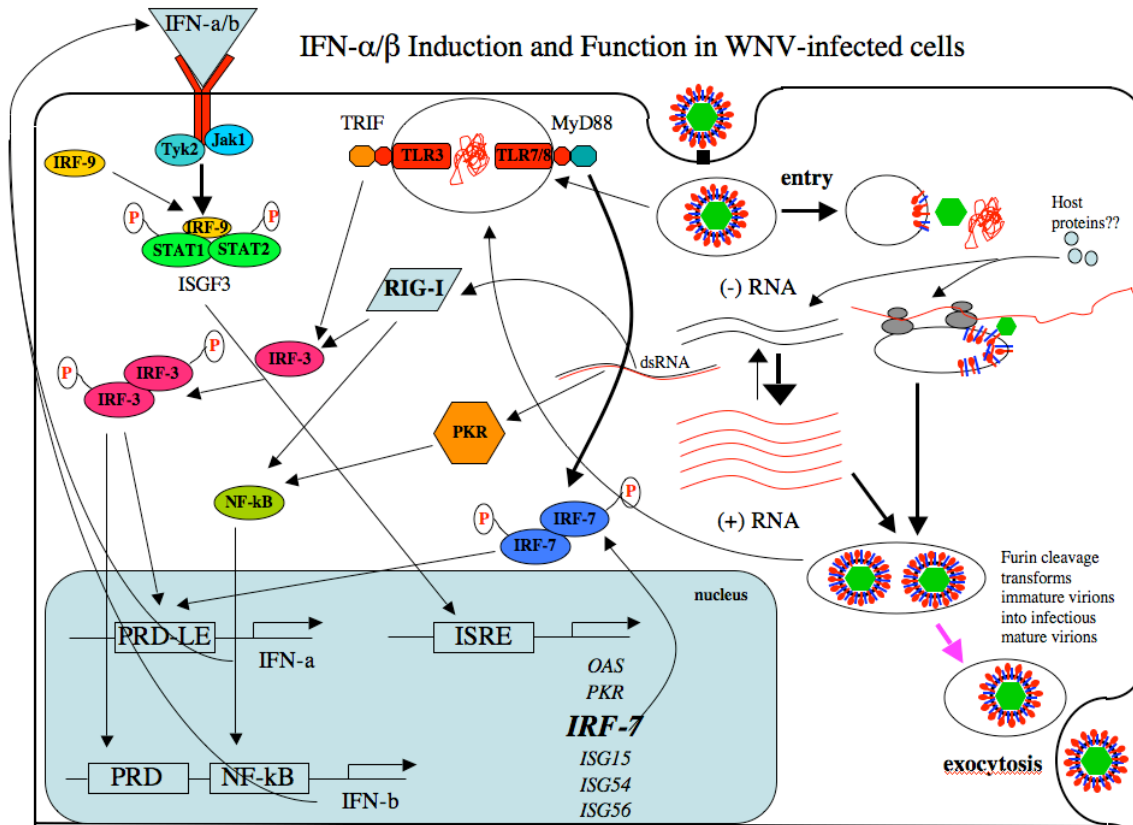 IFN-a/b
IFN-α/β Induction and Function in WNV-infected cells
TRIF
MyD88
Tyk2
Jak1
TLR3
TLR7/8
IRF-9
entry
Host
proteins??
P
P
IRF-9
STAT1
STAT2
ISGF3
RIG-I
(-) RNA
dsRNA
P
P
IRF-3
IRF-3
IRF-3
PKR
NF-kB
P
P
IRF-7
IRF-7
(+) RNA
Furin cleavage
transforms
immature virions
into infectious
mature virions
nucleus
PRD-LE
IFN-a
ISRE
OAS
PKR
IRF-7
ISG15
ISG54
ISG56
PRD
NF-kB
IFN-b
exocytosis